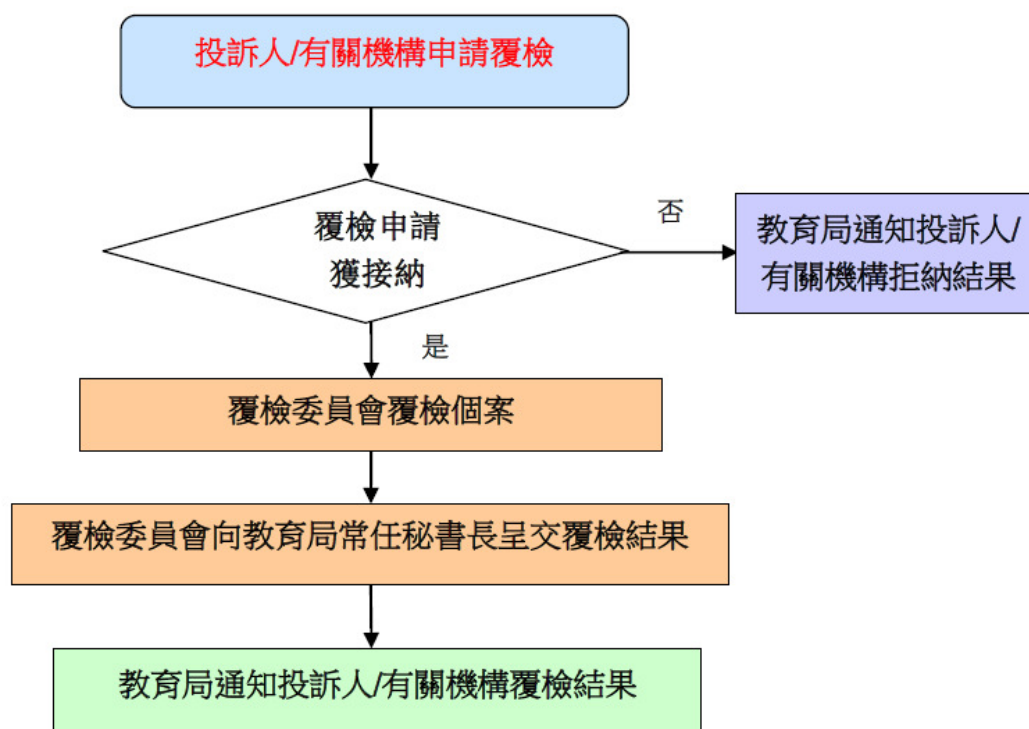 投訴人/有關機構申請覆檢
覆檢申請
獲接納
否
教育局通知投訴人/
有關機構拒納結果
是
覆檢委員會覆檢個案
覆檢委員會向教育局常任秘書長呈交覆檢結果
教育局通知投訴人/有關機構覆檢結果